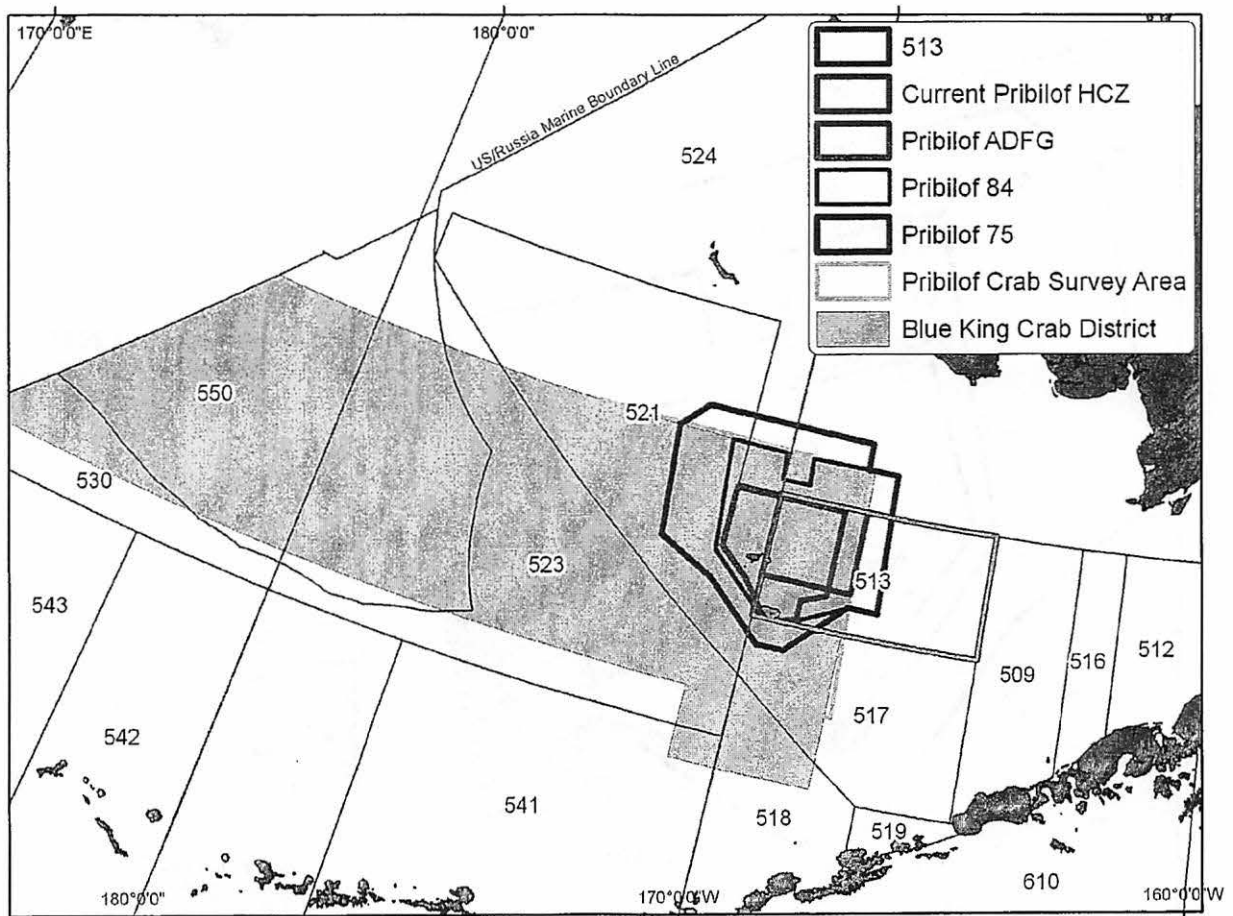 170°0'0"E
180°0'0"
US/Russia Marine Boundary Line
513
Current Pribilof HCZ
Pribilof ADFG
Pribilof 84
Pribilof 75
Pribilof Crab Survey Area
Blue King Crab District
524
550
521
530
523
513
543
509
516
512
542
517
541
518
519
610
180°0'0"
170°0'0"W
160°0'0"W